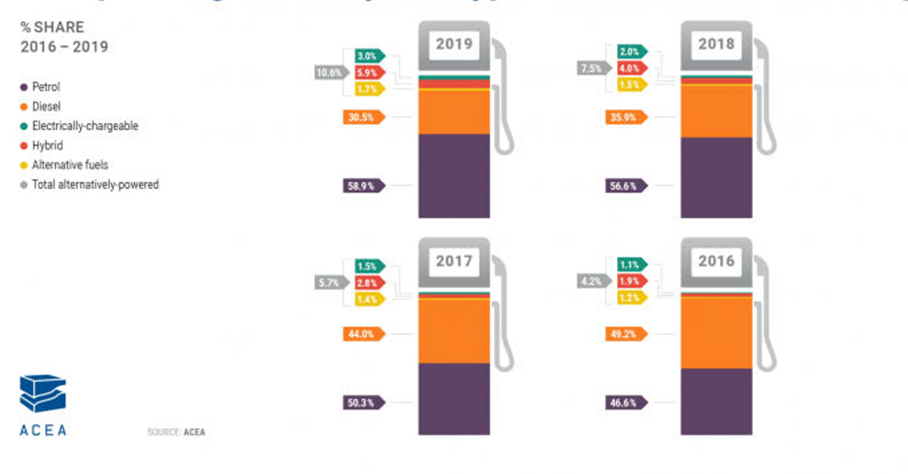 % SHARE
2016 – 2019
Petrol
Diesel
Electrically-chargeable
Hybrid
Alternative fuels
Total alternatively-powered
2019
3.0%
10.6%
5.9%
1.7%
30.5%
58.9%
2018
2.0%
7.5%
4.0%
1.5%
35.9%
56.6%
2017
1.5%
5.7%
2.8%
1.4%
44.0%
50.3%
2016
1.1%
4.2%
1.9%
1.2%
49.2%
46.6%
ACEA
SOURCE: ACEA